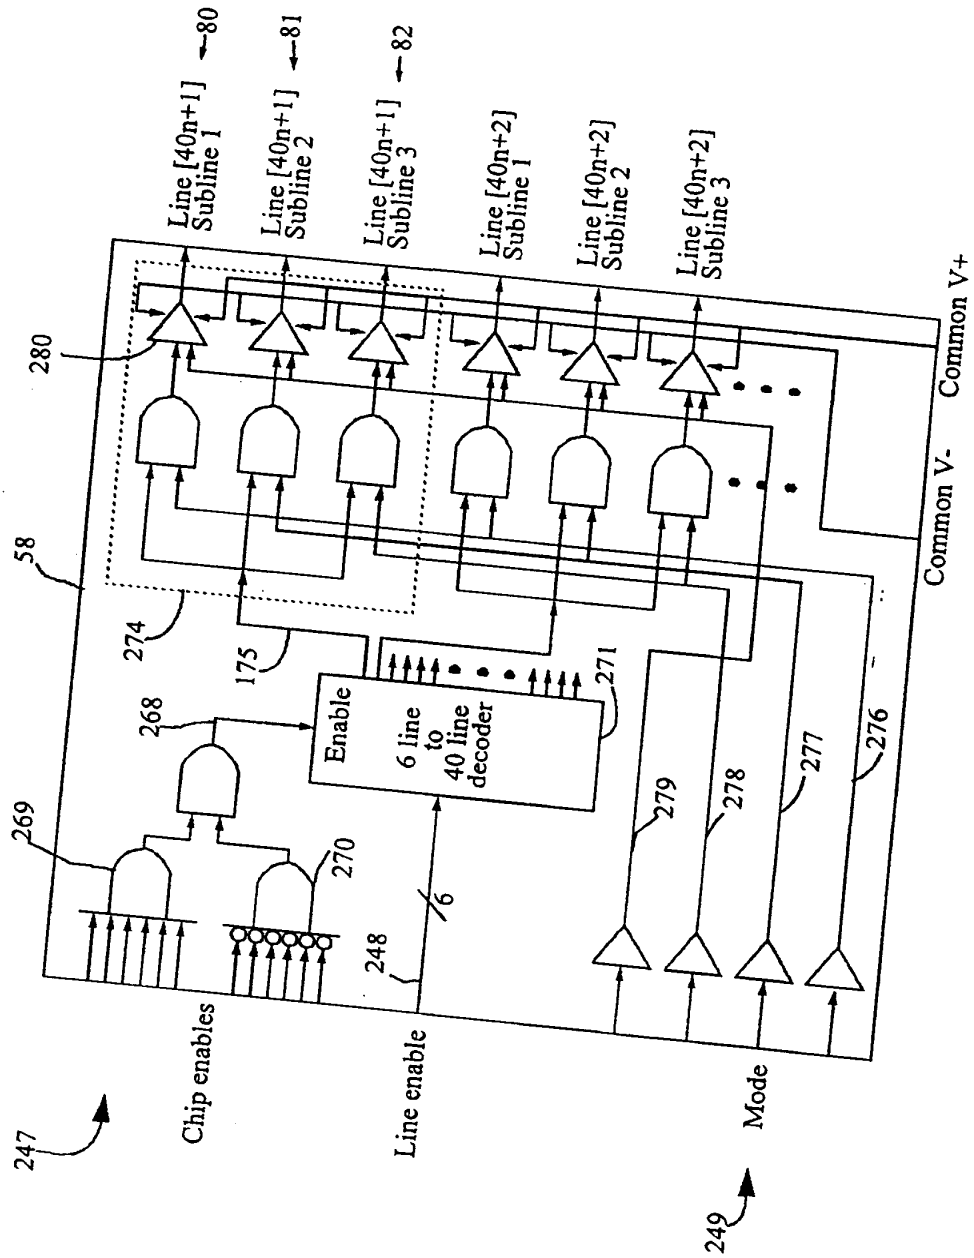 80
Line [40n+1]
Subline 1
81
Line [40n+1]
Subline 2
82
Line [40n+1]
Subline 3
Line [40n+2]
Subline 1
Line [40n+2]
Subline 2
Line [40n+2]
Subline 3
Common V+
Common V-
280
58
274
175
268
269
270
Enable
6 line
to
40 line
decoder
271
6
248
279
278
277
276
Chip enables
Line enable
Mode
247
249